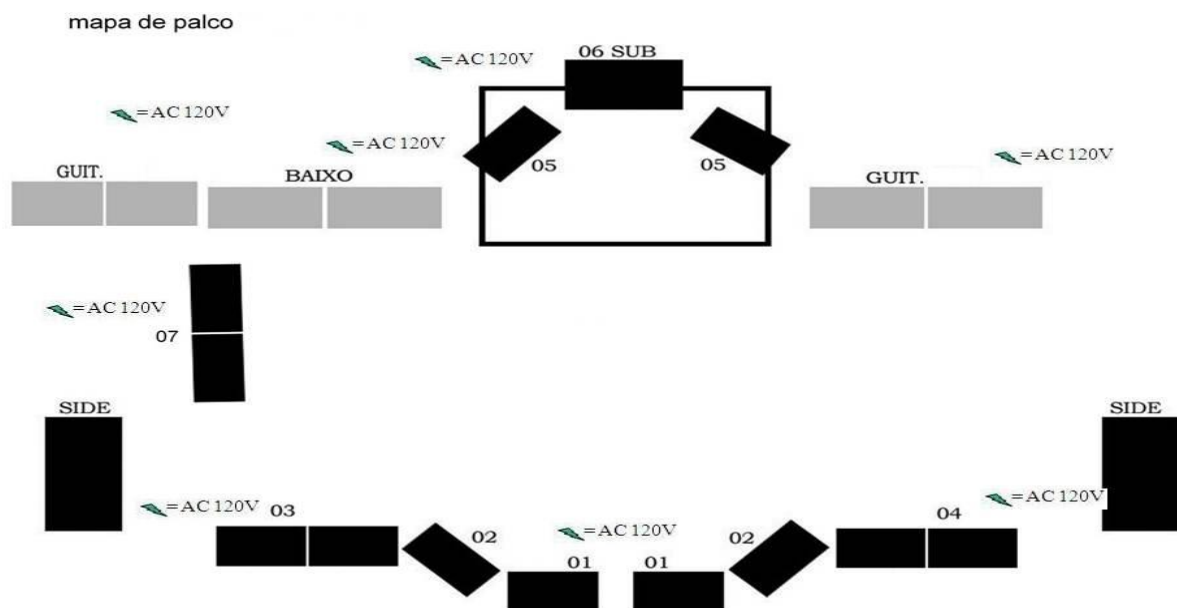 mapa de palco
06 SUB
=AC 120V
=AC 120V
=AC 120V
=AC 120V
05
05
GUIT.
BAIXO
GUIT.
=AC 120V
07
SIDE
SIDE
=AC 120V
03
=AC 120V
04
02
=AC 120V
02
01
01